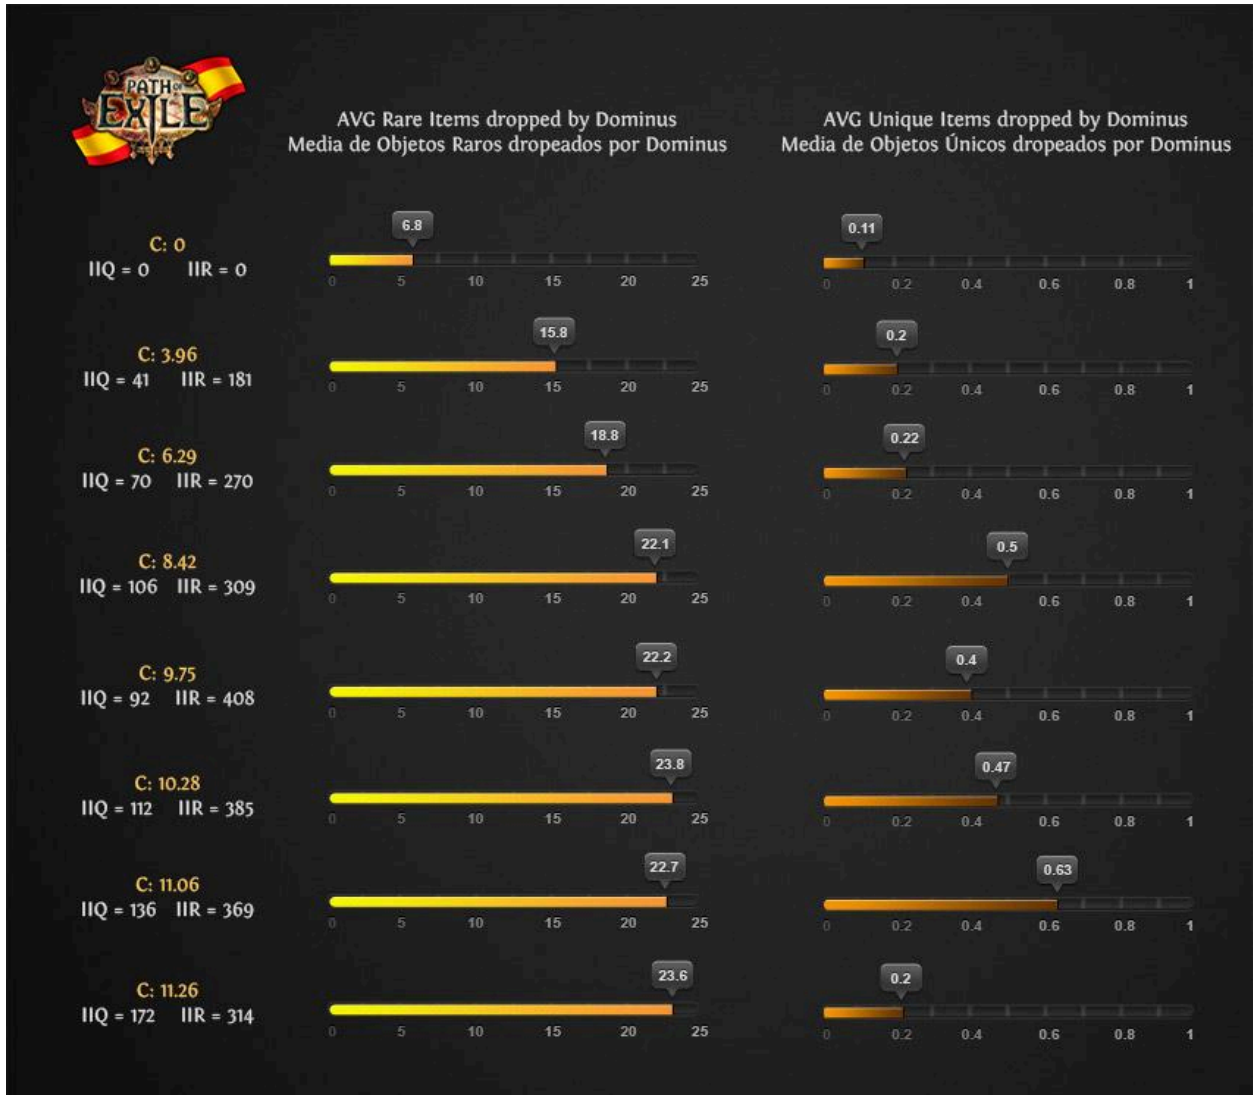 PATH OF
EXILE
AVG Rare Items dropped by Dominus
Media de Objetos Raros dropeados por Dominus
AVG Unique Items dropped by Dominus
Media de Objetos Únicos dropeados por Dominus
C: 0
IIQ = 0 IIR = 0
6.8
0 5 10 15 20 25
0.11
0 0.2 0.4 0.6 0.8 1
C: 3.96
IIQ = 41 IIR = 181
15.8
0 5 10 15 20 25
0.2
0 0.2 0.4 0.6 0.8 1
C: 6.29
IIQ = 70 IIR = 270
18.8
0 5 10 15 20 25
0.22
0 0.2 0.4 0.6 0.8 1
C: 8.42
IIQ = 106 IIR = 309
22.1
0 5 10 15 20 25
0.5
0 0.2 0.4 0.6 0.8 1
C: 9.75
IIQ = 92 IIR = 408
22.2
0 5 10 15 20 25
0.4
0 0.2 0.4 0.6 0.8 1
C: 10.28
IIQ = 112 IIR = 385
23.8
0 5 10 15 20 25
0.47
0 0.2 0.4 0.6 0.8 1
C: 11.06
IIQ = 136 IIR = 369
22.7
0 5 10 15 20 25
0.63
0 0.2 0.4 0.6 0.8 1
C: 11.26
IIQ = 172 IIR = 314
23.6
0 5 10 15 20 25
0.2
0 0.2 0.4 0.6 0.8 1